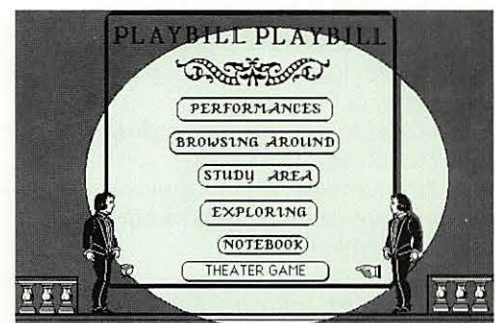 PLAYBILL PLAYBILL
PERFORMANCES
BROWSING AROUND
STUDY AREA
EXPLORING
NOTEBOOK
THEATER GAME